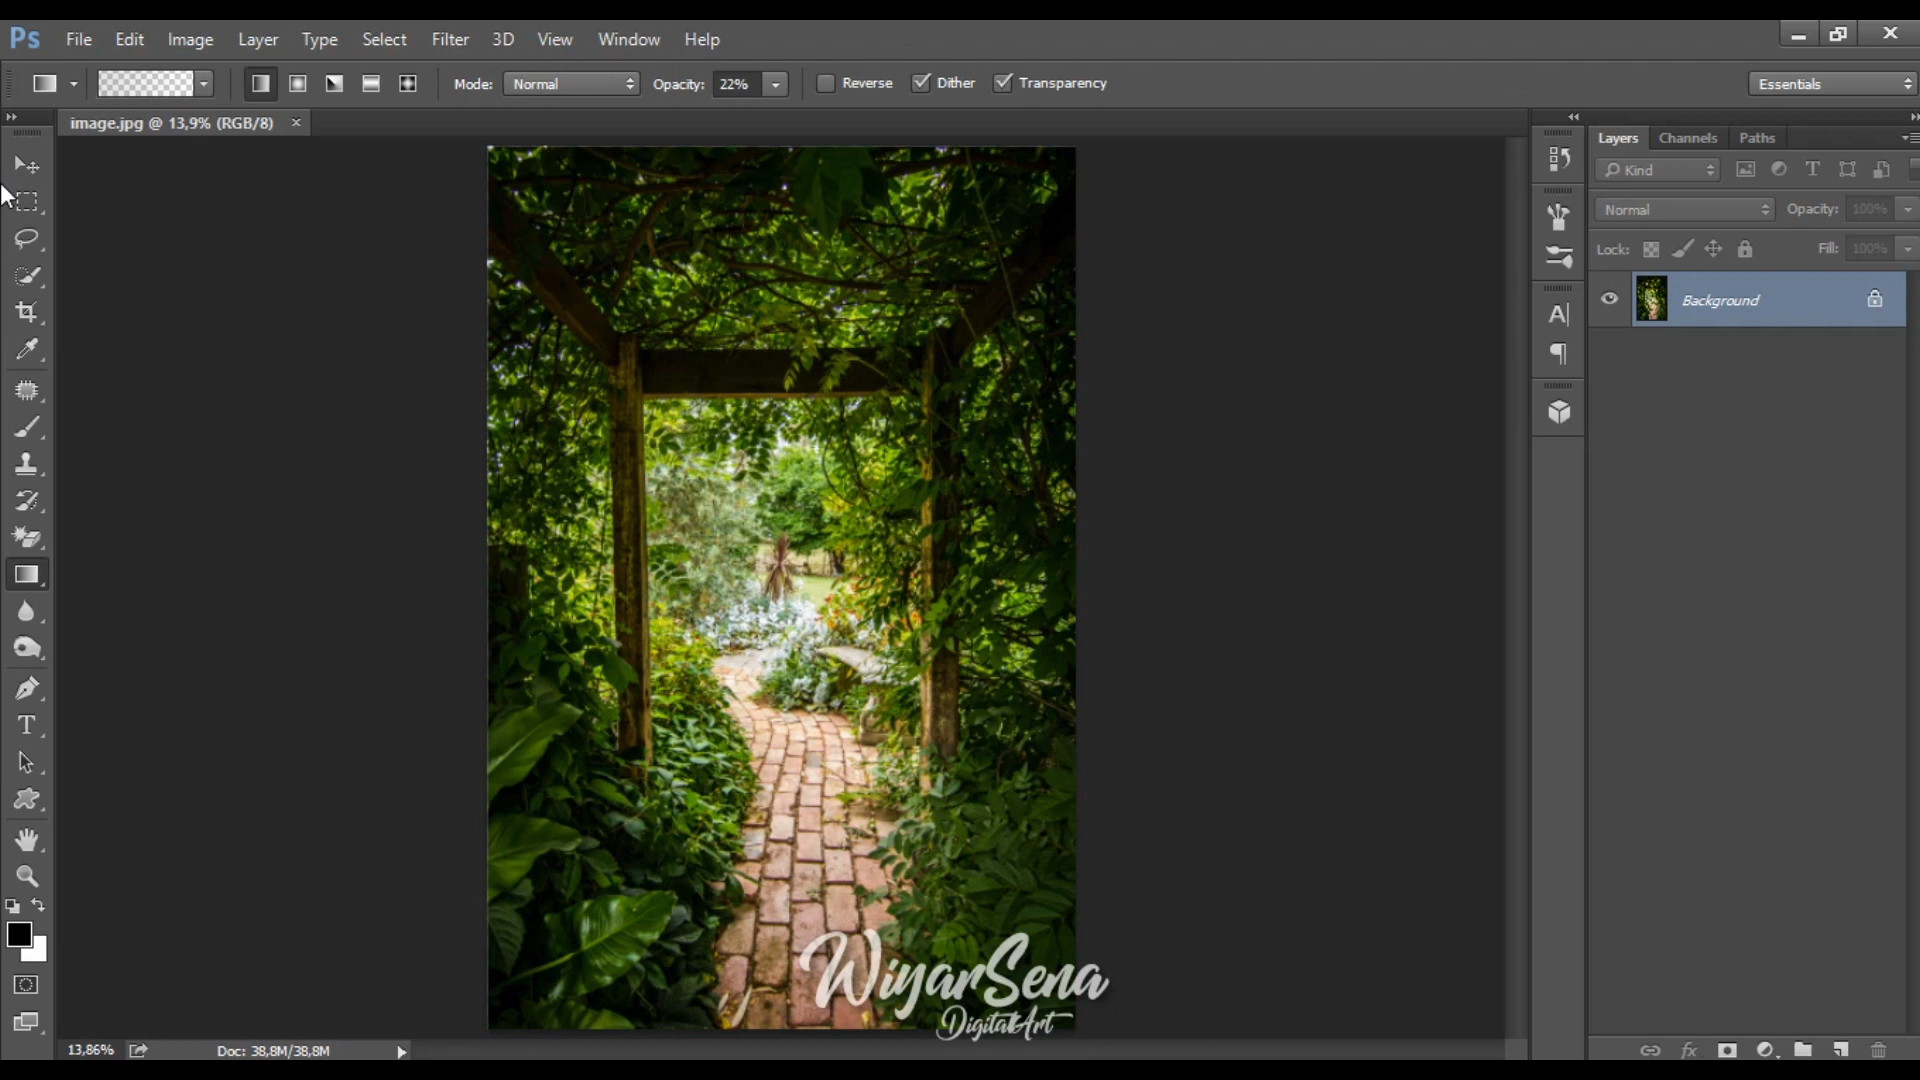 Ps File Edit Image Layer Type Select Filter 3D View Window Help
Mode: Normal Opacity: 22% Reverse Dither Transparency Essentials
image.jpg @ 13,9% (RGB/8) ×
Layers Channels Paths
Kind
Normal Opacity: 100%
Lock: Fill: 100%
Background
WiyarSena
DigitalArt
13,86% Doc: 38,8M/38,8M